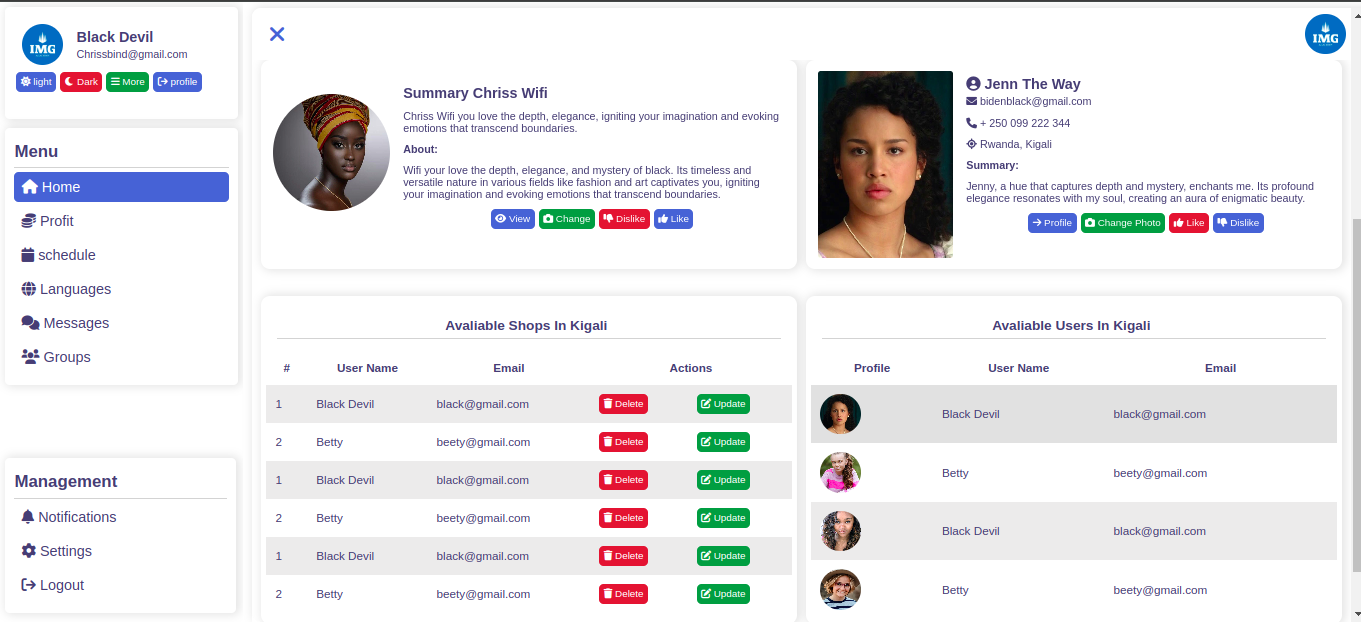 IMG
Black Devil
Chrissbind@gmail.com
light Dark More profile
Menu
Home
Profit
schedule
Languages
Messages
Groups
Management
Notifications
Settings
Logout
IMG
Summary Chriss Wifi
Chriss Wifi you love the depth, elegance, igniting your imagination and evoking
emotions that transcend boundaries.
About:
Wifi your love the depth, elegance, and mystery of black. Its timeless and
versatile nature in various fields like fashion and art captivates you, igniting
your imagination and evoking emotions that transcend boundaries.
View Change Dislike Like
Jenn The Way
bidenblack@gmail.com
+ 250 099 222 344
Rwanda, Kigali
Summary:
Jenny, a hue that captures depth and mystery, enchants me. Its profound
elegance resonates with my soul, creating an aura of enigmatic beauty.
Profile Change Photo Like Dislike
Avaliable Shops In Kigali
# User Name Email Actions
1 Black Devil black@gmail.com Delete Update
2 Betty beety@gmail.com Delete Update
1 Black Devil black@gmail.com Delete Update
2 Betty beety@gmail.com Delete Update
1 Black Devil black@gmail.com Delete Update
2 Betty beety@gmail.com Delete Update
Avaliable Users In Kigali
Profile User Name Email
Black Devil black@gmail.com
Betty beety@gmail.com
Black Devil black@gmail.com
Betty beety@gmail.com